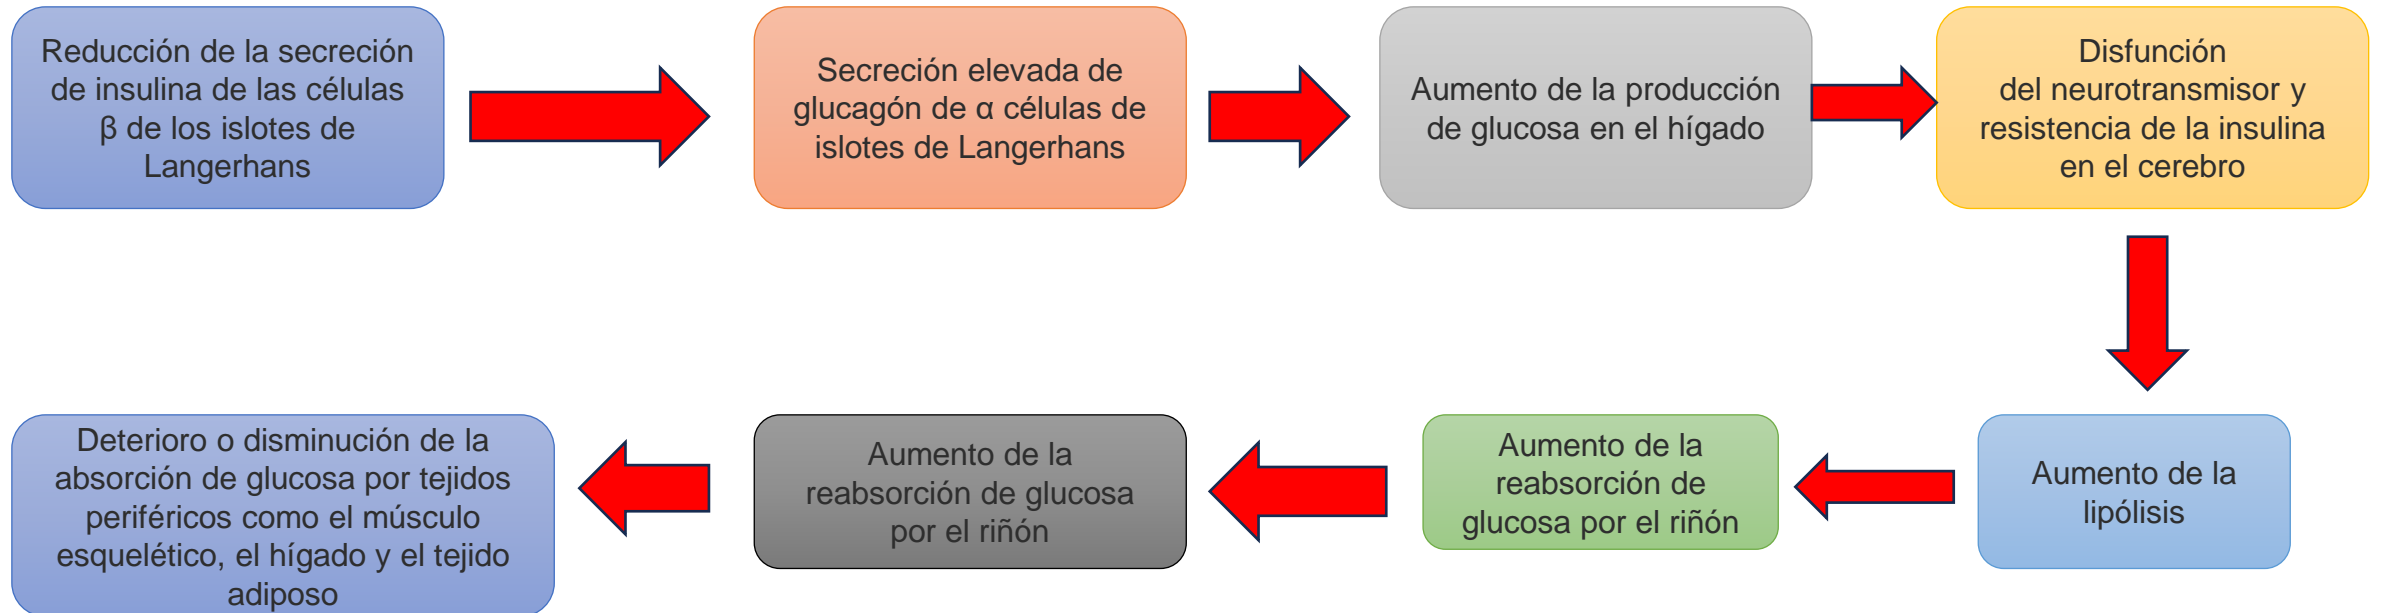 Reducción de la secreción
de insulina de las células
β de los islotes de
Langerhans
Secreción elevada de
glucagón de α células de
islotes de Langerhans
Aumento de la producción
de glucosa en el hígado
Disfunción
del neurotransmisor y
resistencia de la insulina
en el cerebro
Aumento de la
lipólisis
Aumento de la
reabsorción de
glucosa por el riñón
Aumento de la
reabsorción de glucosa
por el riñón
Deterioro o disminución de la
absorción de glucosa por tejidos
periféricos como el músculo
esquelético, el hígado y el tejido
adiposo